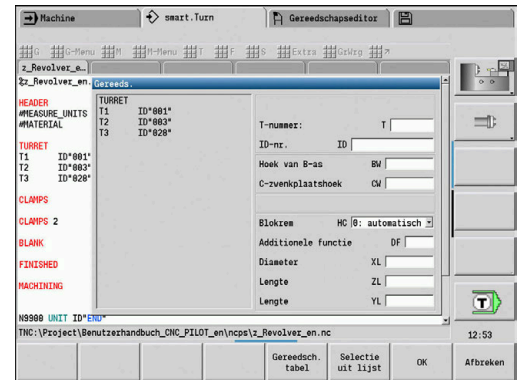 Machine
smart.Turn
Gereedschapseditor
G G-Menu M M-Menu T F S Extra GrWrg
z_Revolver_e…
z_Revolver_en.
Gereeds.
HEADER
#MEASURE_UNITS
#MATERIAL
TURRET
T1 ID"001"
T2 ID"003"
T3 ID"028"
CLAMPS
CLAMPS 2
BLANK
FINISHED
MACHINING
N9900 UNIT ID"END"
TURRET
T1 ID"001"
T2 ID"003"
T3 ID"028"
T-nummer: T
ID-nr. ID
Hoek van B-as BW
C-zwenkplaatshoek CW
Blokrem HC 0: automatisch
Additionele functie DF
Diameter XL
Lengte ZL
Lengte YL
T
TNC:\Project\Benutzerhandbuch_CNC_PILOT_en\ncps\z_Revolver_en.nc
12:53
Gereedsch. tabel
Selectie uit lijst
OK
Afbreken